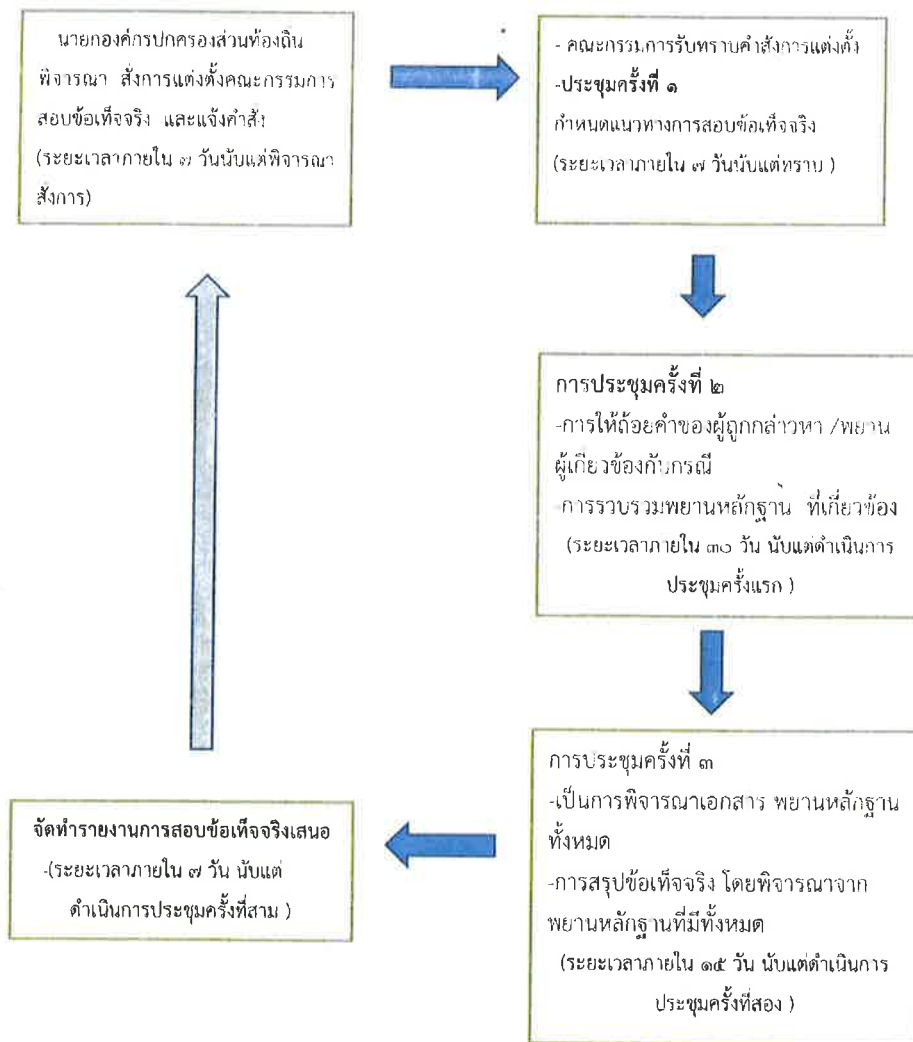 นายกองค์กรปกครองส่วนท้องถิ่น
พิจารณา สั่งการแต่งตั้งคณะกรรมการ
สอบข้อเท็จจริง และแจ้งคำสั่ง
(ระยะเวลาภายใน ๗ วันนับแต่พิจารณา
สั่งการ)
- คณะกรรมการรับทราบคำสั่งการแต่งตั้ง
-ประชุมครั้งที่ ๑
กำหนดแนวทางการสอบข้อเท็จจริง
(ระยะเวลาภายใน ๗ วันนับแต่ทราบ )
การประชุมครั้งที่ ๒
-การให้ถ้อยคำของผู้ถูกกล่าวหา /พยาน
ผู้เกี่ยวข้องกับกรณี
-การรวบรวมพยานหลักฐาน ที่เกี่ยวข้อง
(ระยะเวลาภายใน ๓๐ วัน นับแต่ดำเนินการ
ประชุมครั้งแรก )
การประชุมครั้งที่ ๓
-เป็นการพิจารณาเอกสาร พยานหลักฐาน
ทั้งหมด
-การสรุปข้อเท็จจริง โดยพิจารณาจาก
พยานหลักฐานที่มีทั้งหมด
(ระยะเวลาภายใน ๑๕ วัน นับแต่ดำเนินการ
ประชุมครั้งที่สอง )
จัดทำรายงานการสอบข้อเท็จจริงเสนอ
-(ระยะเวลาภายใน ๗ วัน นับแต่
ดำเนินการประชุมครั้งที่สาม )